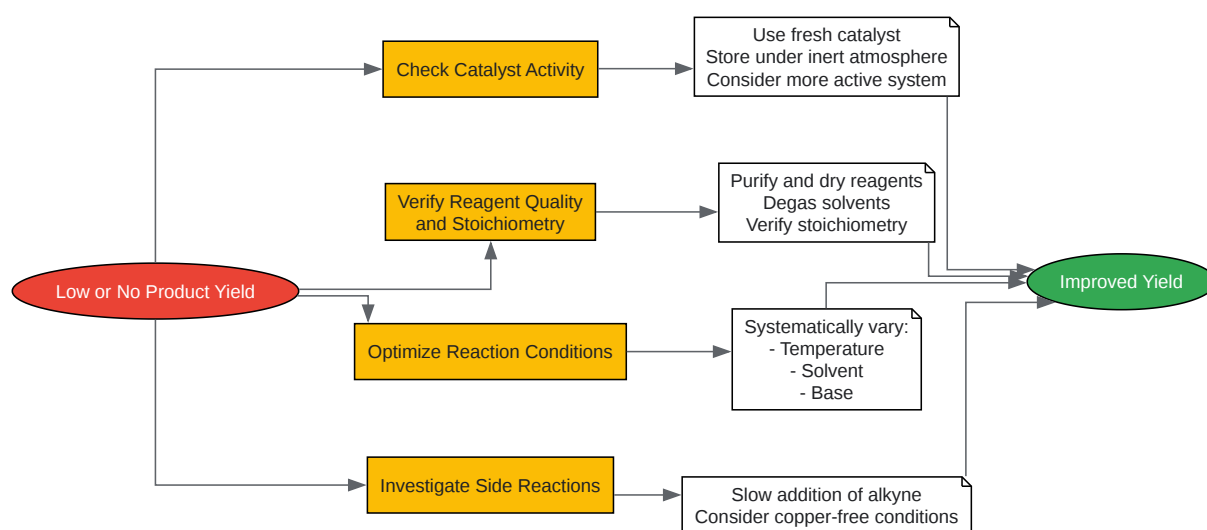 Use fresh catalyst
Store under inert atmosphere
Consider more active system
Check Catalyst Activity
Purify and dry reagents
Degas solvents
Verify stoichiometry
Verify Reagent Quality
and Stoichiometry
Low or No Product Yield
Improved Yield
Optimize Reaction Conditions
Systematically vary:
- Temperature
- Solvent
- Base
Investigate Side Reactions
Slow addition of alkyne
Consider copper-free conditions